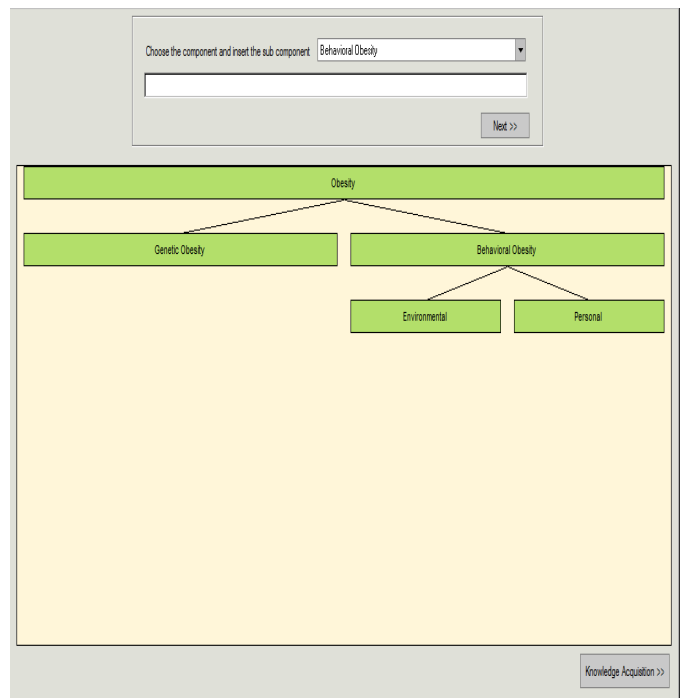 Choose the component and insert the sub component Behavioral Obesity
Next >>
Obesity
Genetic Obesity Behavioral Obesity
Environmental Personal
Knowledge Acquisition >>